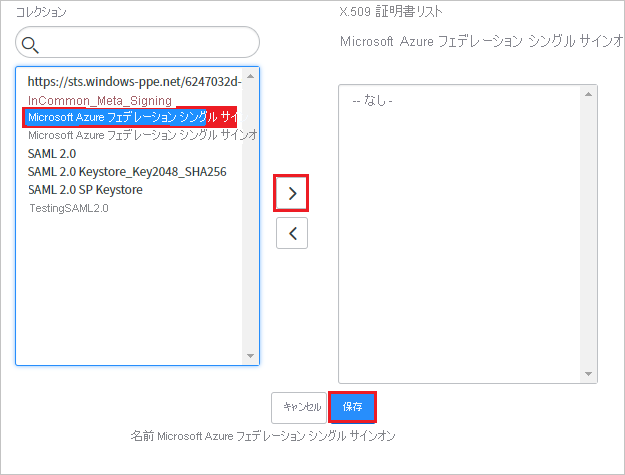 コレクション
X.509 証明書リスト
Microsoft Azure フェデレーション シングル サインオ
https://sts.windows-ppe.net/6247032d-
InCommon_Meta_Signing
Microsoft Azure フェデレーション シングル サイン
Microsoft Azure フェデレーション シングル サインオ
SAML 2.0
SAML 2.0 Keystore_Key2048_SHA256
SAML 2.0 SP Keystore
TestingSAML2.0
-- なし -
キャンセル
保存
名前 Microsoft Azure フェデレーション シングル サインオン